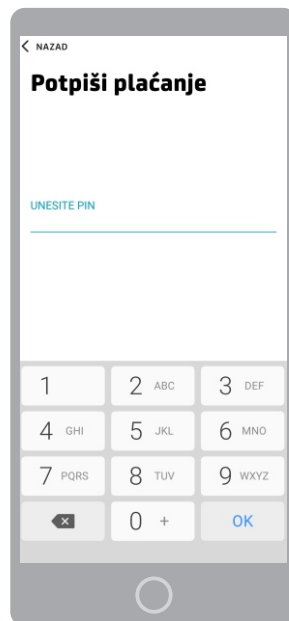 NAZAD
Potpiši plaćanje
UNESITE PIN
1 2 ABC 3 DEF
4 GHI 5 JKL 6 MNO
7 PQRS 8 TUV 9 WXYZ
0 + OK